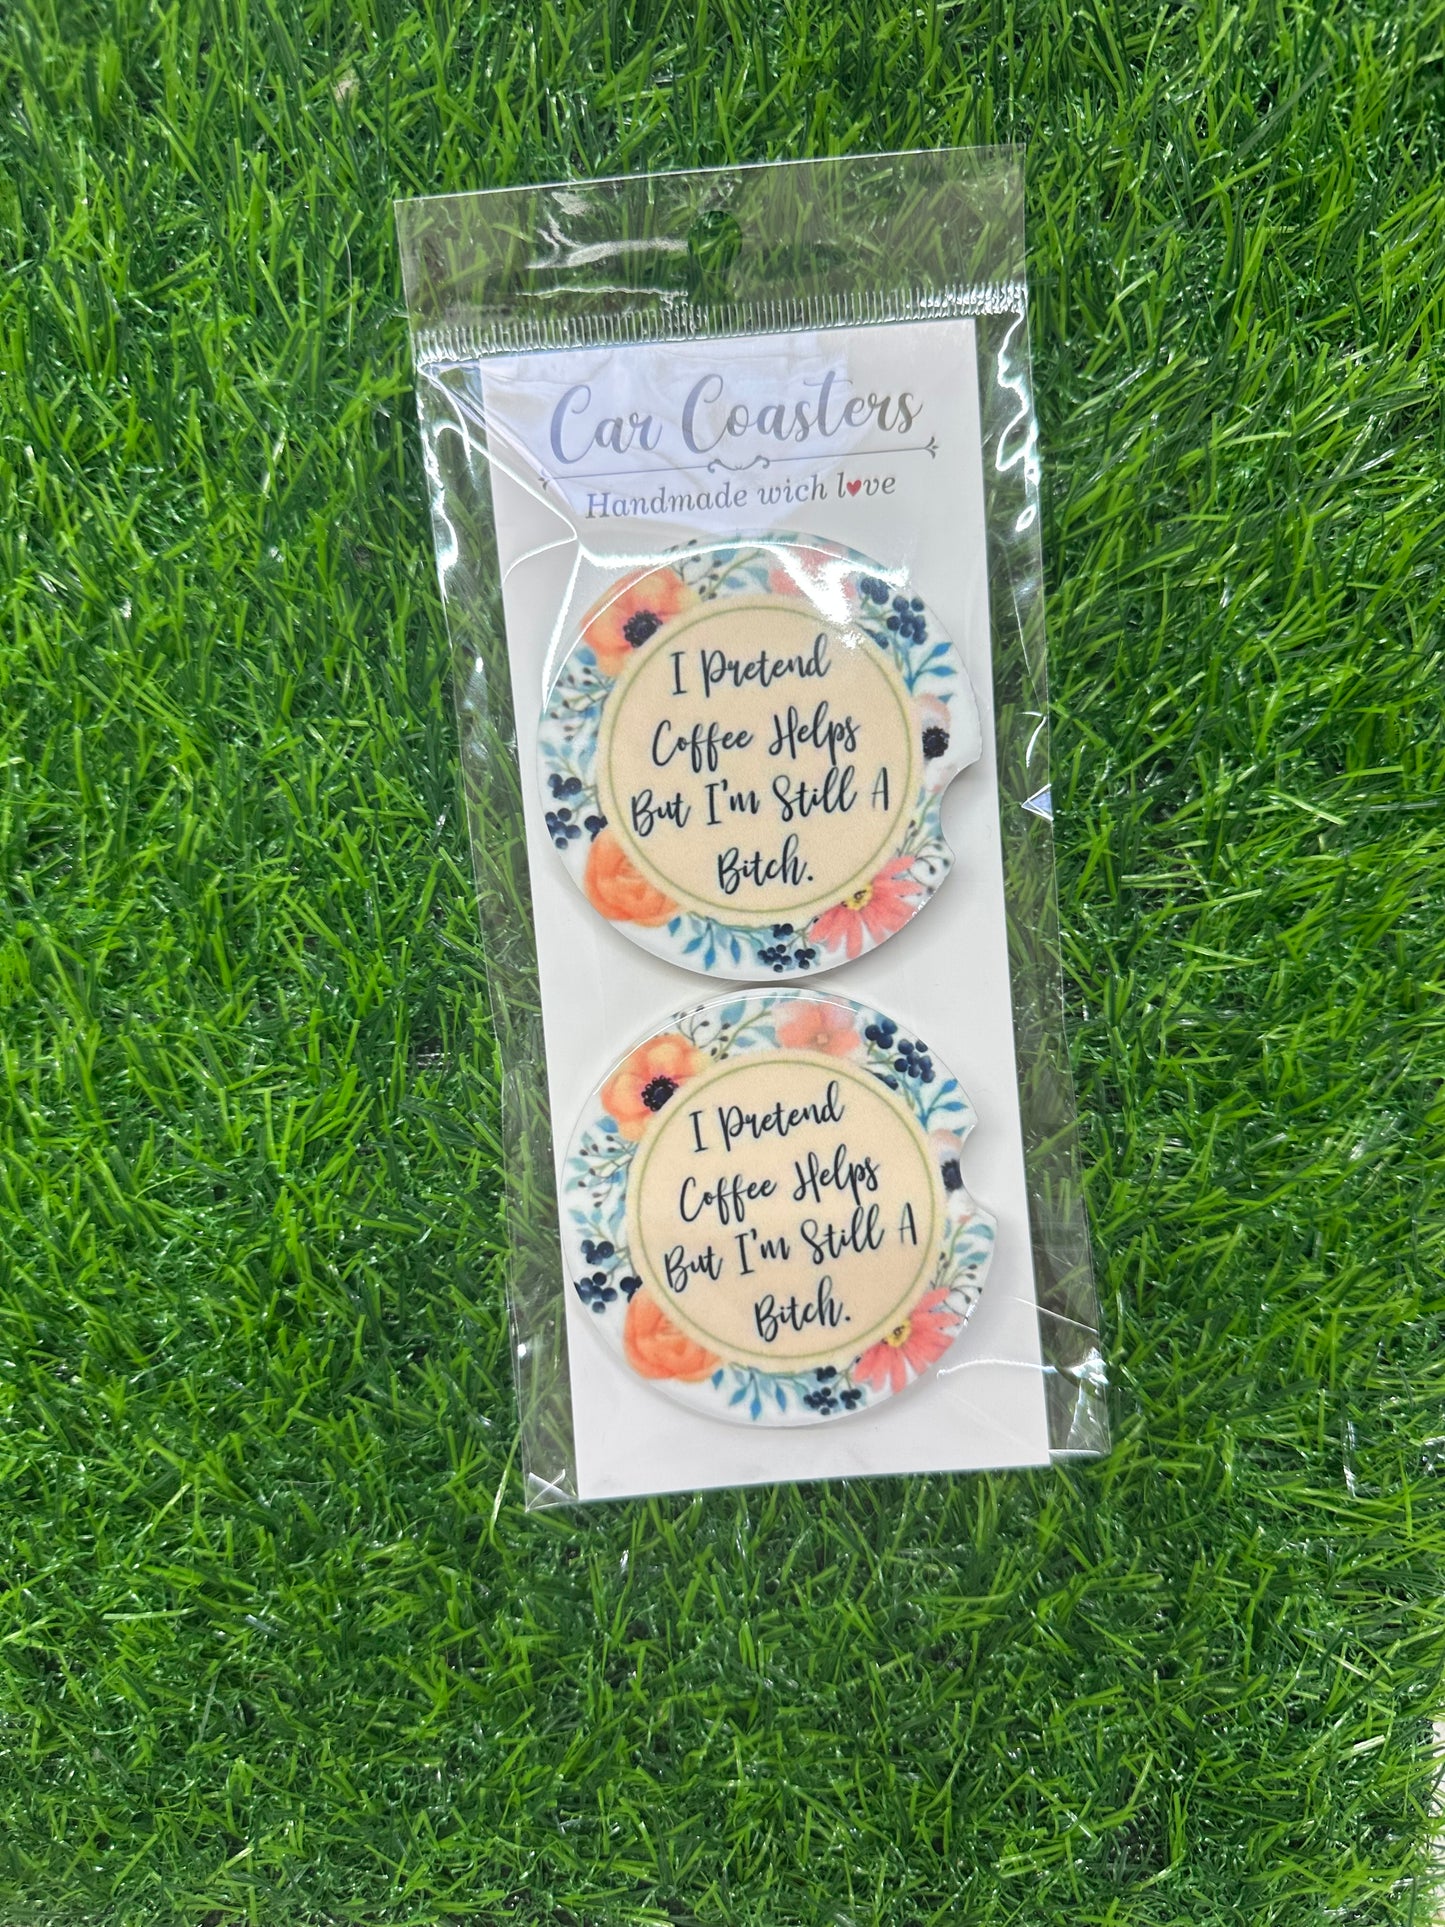 Car Coasters
Handmade wich love
I Pretend
Coffee Helps
But I'm Still A
Bitch.
I Pretend
Coffee Helps
But I'm Still A
Bitch.